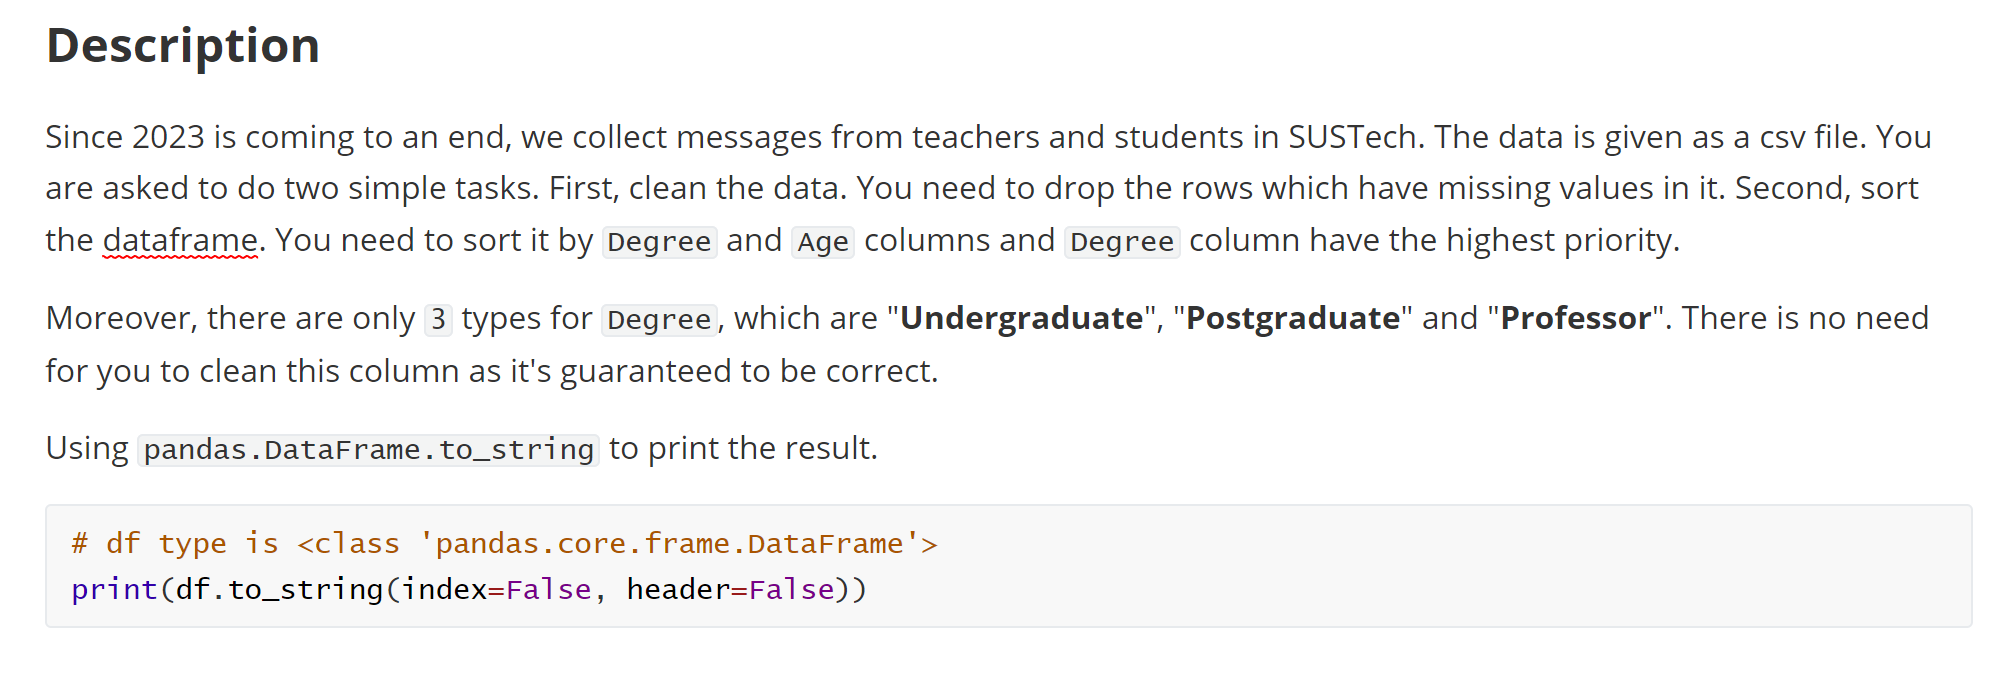 Description
Since 2023 is coming to an end, we collect messages from teachers and students in SUSTech. The data is given as a csv file. You
are asked to do two simple tasks. First, clean the data. You need to drop the rows which have missing values in it. Second, sort
the dataframe. You need to sort it by Degree and Age columns and Degree column have the highest priority.
Moreover, there are only 3 types for Degree, which are "Undergraduate", "Postgraduate" and "Professor". There is no need
for you to clean this column as it's guaranteed to be correct.
Using pandas.DataFrame.to_string to print the result.
# df type is <class 'pandas.core.frame.DataFrame'>
print(df.to_string(index=False, header=False))